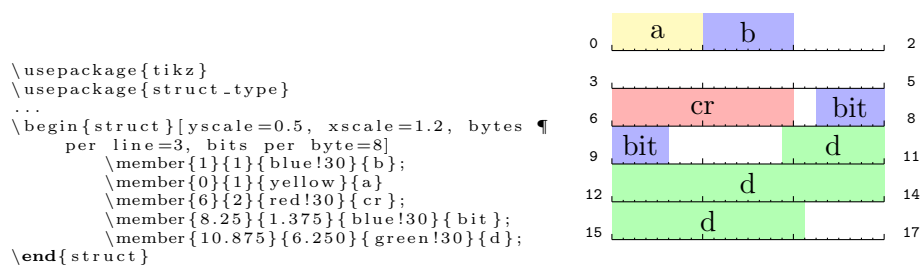 \usepackage{tikz}
\usepackage{struct_type}
...
\begin{struct}[yscale=0.5, xscale=1.2, bytes ¶
per line=3, bits per byte=8]
\member{1}{1}{blue!30}{b};
\member{0}{1}{yellow}{a}
\member{6}{2}{red!30}{cr};
\member{8.25}{1.375}{blue!30}{bit};
\member{10.875}{6.250}{green!30}{d};
\end{struct}
0 a b 2
3 5
6 cr bit 8
9 bit d 11
12 d 14
15 d 17